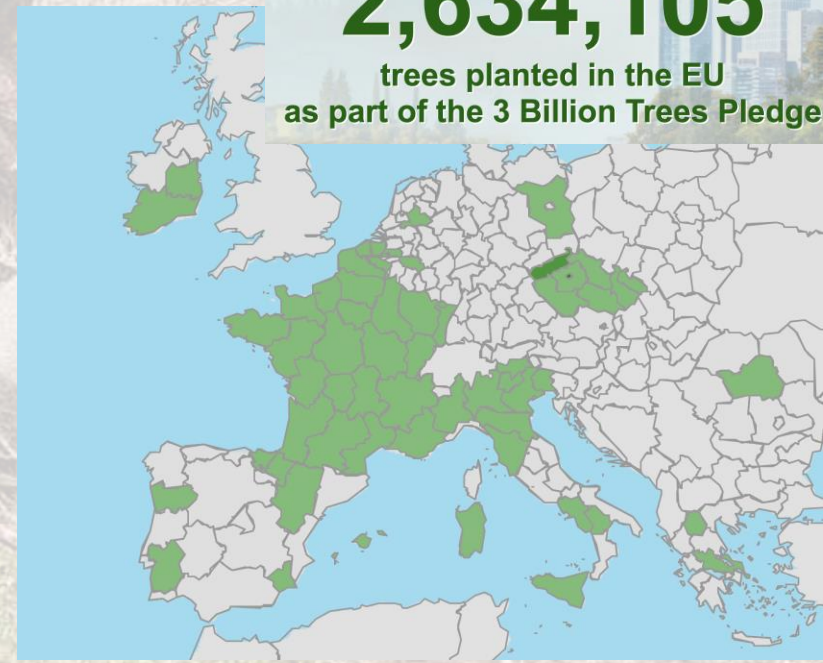 2,634,105
trees planted in the EU
as part of the 3 Billion Trees Pledge